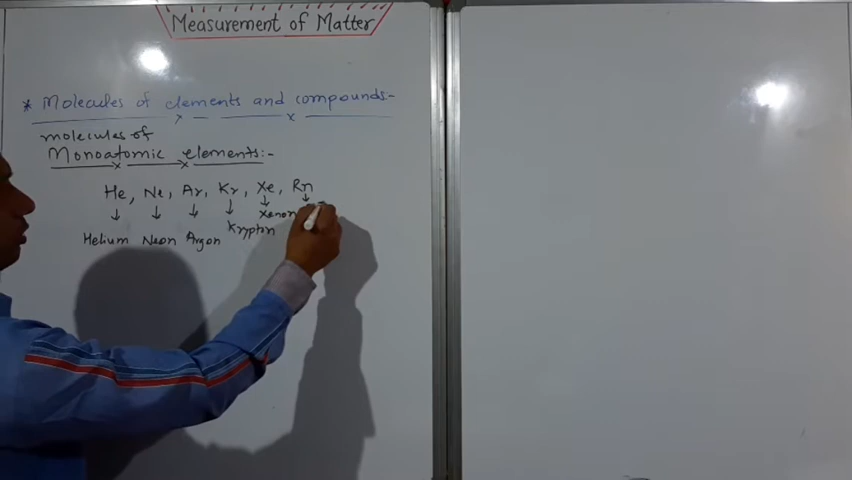 Measurement of Matter
* Molecules of elements and compounds-
molecules of
Monoatomic elements:-
He, Ne, Ar, Kr, Xe, Rn
↓ ↓ ↓ ↓ ↓ ↓
Helium Neon Argon Krypton Xenon